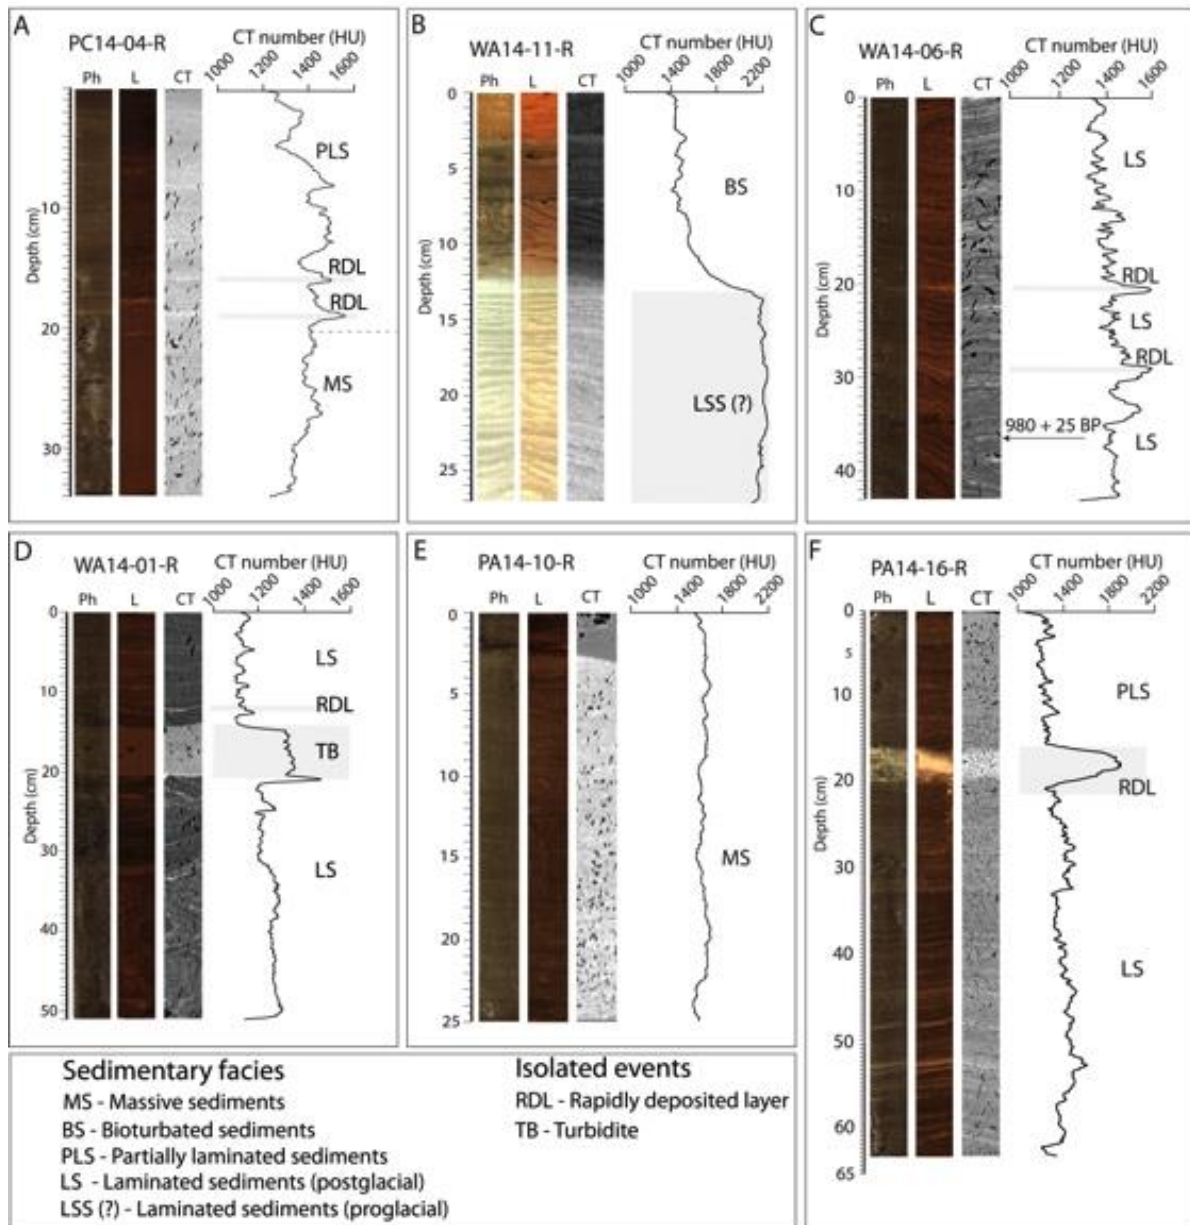 A
PC14-04-R
CT number (HU)
1000 1200 1400 1600
Ph L CT
Depth (cm)
10
20
30
PLS
RDL
RDL
MS
B
WA14-11-R
CT number (HU)
1000 1400 1800 2200
Ph L CT
Depth (cm)
0
5
10
15
20
25
BS
LSS (?)
C
WA14-06-R
CT number (HU)
1000 1200 1400 1600
Ph L CT
Depth (cm)
0
10
20
30
40
LS
RDL
LS
RDL
980 + 25 BP
LS
D
WA14-01-R
CT number (HU)
1000 1200 1400 1600
Ph L CT
Depth (cm)
0
10
20
30
40
50
LS
RDL
TB
LS
E
PA14-10-R
CT number (HU)
1000 1400 1800 2200
Ph L CT
0
5
10
15
20
25
MS
F
PA14-16-R
CT number (HU)
1000 1400 1800 2200
Ph L CT
Depth (cm)
0
5
10
20
30
40
50
60
65
PLS
RDL
LS
Sedimentary facies
MS - Massive sediments
BS - Bioturbated sediments
PLS - Partially laminated sediments
LS - Laminated sediments (postglacial)
LSS (?) - Laminated sediments (proglacial)
Isolated events
RDL - Rapidly deposited layer
TB - Turbidite